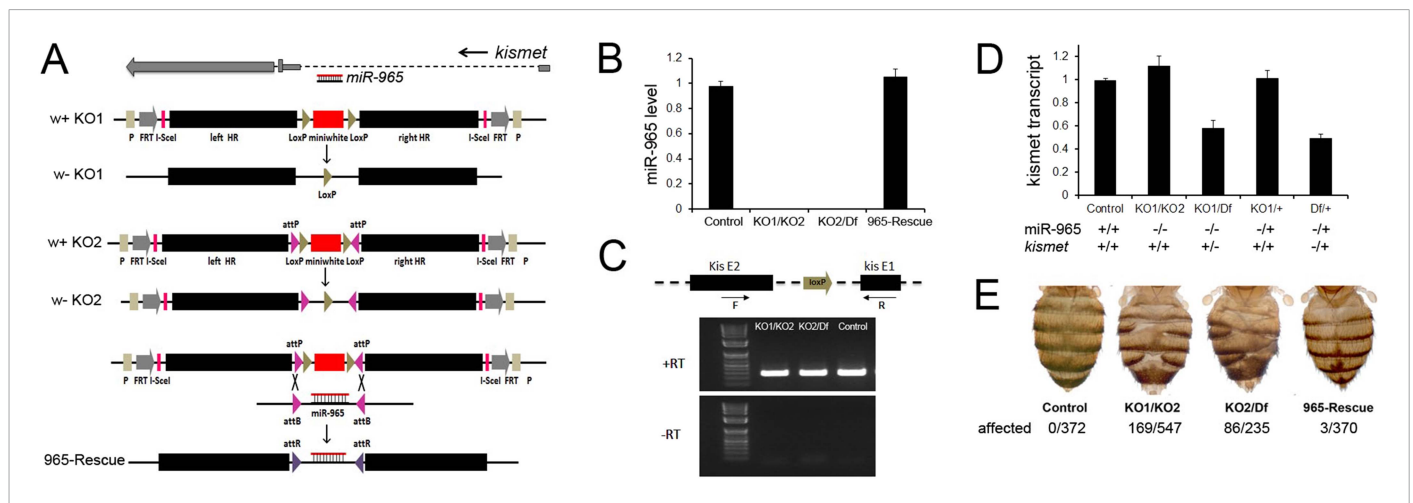 A
kismet
miR-965
w+ KO1
P FRT I-SceI left HR LoxP miniwhite LoxP right HR I-SceI FRT P
w- KO1
LoxP
attP attP
w+ KO2
P FRT I-SceI left HR LoxP miniwhite LoxP right HR I-SceI FRT P
w- KO2
attP attP
P FRT I-SceI I-SceI FRT P
miR-965
attB attB
attR attR
965-Rescue
B
miR-965 level
1.2
1
0.8
0.6
0.4
0.2
0
Control KO1/KO2 KO2/Df 965-Rescue
C
Kis E2 kis E1
loxP
F R
KO1/KO2 KO2/Df Control
+RT
-RT
D
kismet transcript
1.2
1
0.8
0.6
0.4
0.2
0
Control KO1/KO2 KO1/Df KO1/+ Df/+
miR-965 +/+ -/- -/- -/+ -/+
kismet +/+ +/+ +/- +/+ -/+
E
Control KO1/KO2 KO2/Df 965-Rescue
affected 0/372 169/547 86/235 3/370